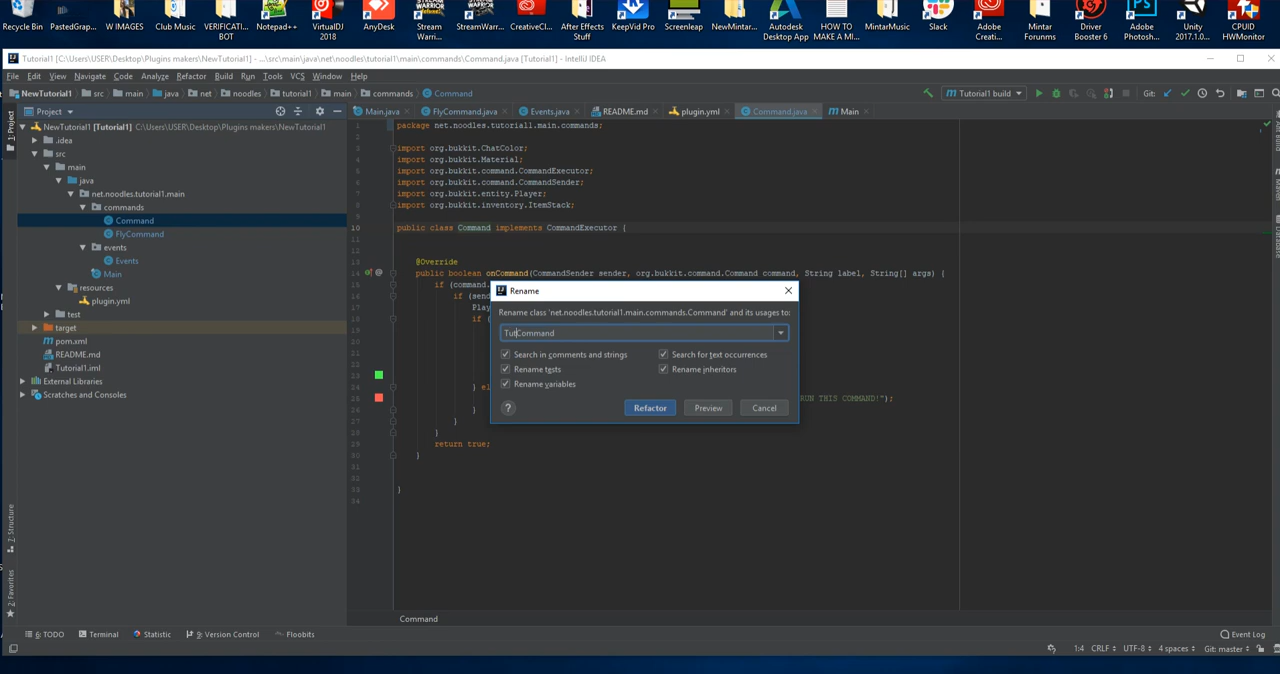 Recycle Bin
PastedGrap...
W IMAGES
Club Music
VERIFICATI...
BOT
Notepad++
VirtualDJ
2018
AnyDesk
Stream
Warri...
StreamWar...
CreativeCl...
After Effects
Stuff
KeepVid Pro
Screenleap
NewMintar...
Autodesk
Desktop App
HOW TO
MAKE A MI...
MintarMusic
Slack
Adobe
Creati...
Mintar
Forunms
Driver
Booster 6
Adobe
Photosh...
Unity
2017.1.0...
CPUID
HWMonitor
Tutorial1 [C:\Users\USER\Desktop\Plugins makers\NewTutorial1] - ...\src\main\java\net\noodles\tutorial1\main\commands\Command.java [Tutorial1] - IntelliJ IDEA
File Edit View Navigate Code Analyze Refactor Build Run Tools VCS Window Help
NewTutorial1 src main java net noodles tutorial1 main commands Command
Tutorial1 build
Git:
Project
Main.java FlyCommand.java Events.java README.md plugin.yml Command.java Main
NewTutorial1 [Tutorial1] C:\Users\USER\Desktop\Plugins makers\NewTutorial1
.idea
src
main
java
net.noodles.tutorial1.main
commands
Command
FlyCommand
events
Events
Main
resources
plugin.yml
test
target
pom.xml
README.md
Tutorial1.iml
External Libraries
Scratches and Consoles
1: Project
7: Structure
2: Favorites
package net.noodles.tutorial1.main.commands;
import org.bukkit.ChatColor;
import org.bukkit.Material;
import org.bukkit.command.CommandExecutor;
import org.bukkit.command.CommandSender;
import org.bukkit.entity.Player;
import org.bukkit.inventory.ItemStack;
public class Command implements CommandExecutor {
@Override
public boolean onCommand(CommandSender sender, org.bukkit.command.Command command, String label, String[] args) {
if (command.
if (send
Play
if (
} el
RUN THIS COMMAND!");
}
}
}
return true;
}
}
Rename
Rename class 'net.noodles.tutorial1.main.commands.Command' and its usages to:
TutCommand
Search in comments and strings
Search for text occurrences
Rename tests
Rename inheritors
Rename variables
?
Refactor
Preview
Cancel
Command
6: TODO Terminal Statistic 9: Version Control Floobits
Event Log
1:4 CRLF UTF-8 4 spaces Git: master